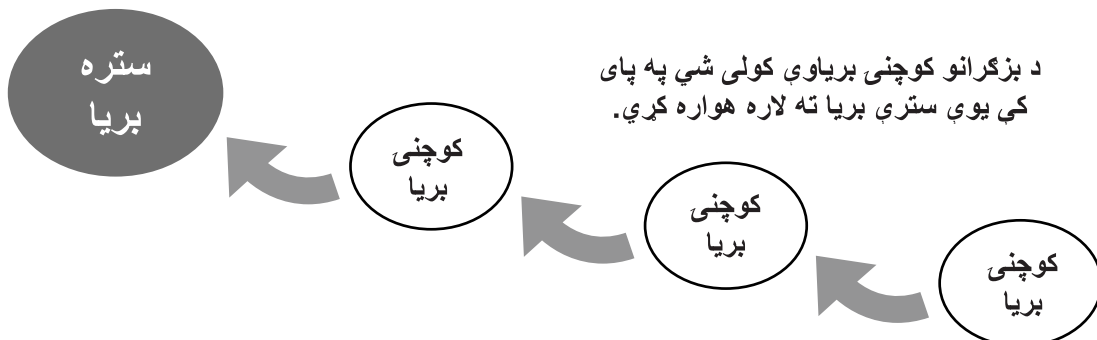 د بزګرانو کوچنۍ بریاوې کولی شي په پای
کې یوې سترې بریا ته لاره هواره کړي.
کوچنۍ
بریا
کوچنۍ
بریا
کوچنۍ
بریا
ستره
بریا